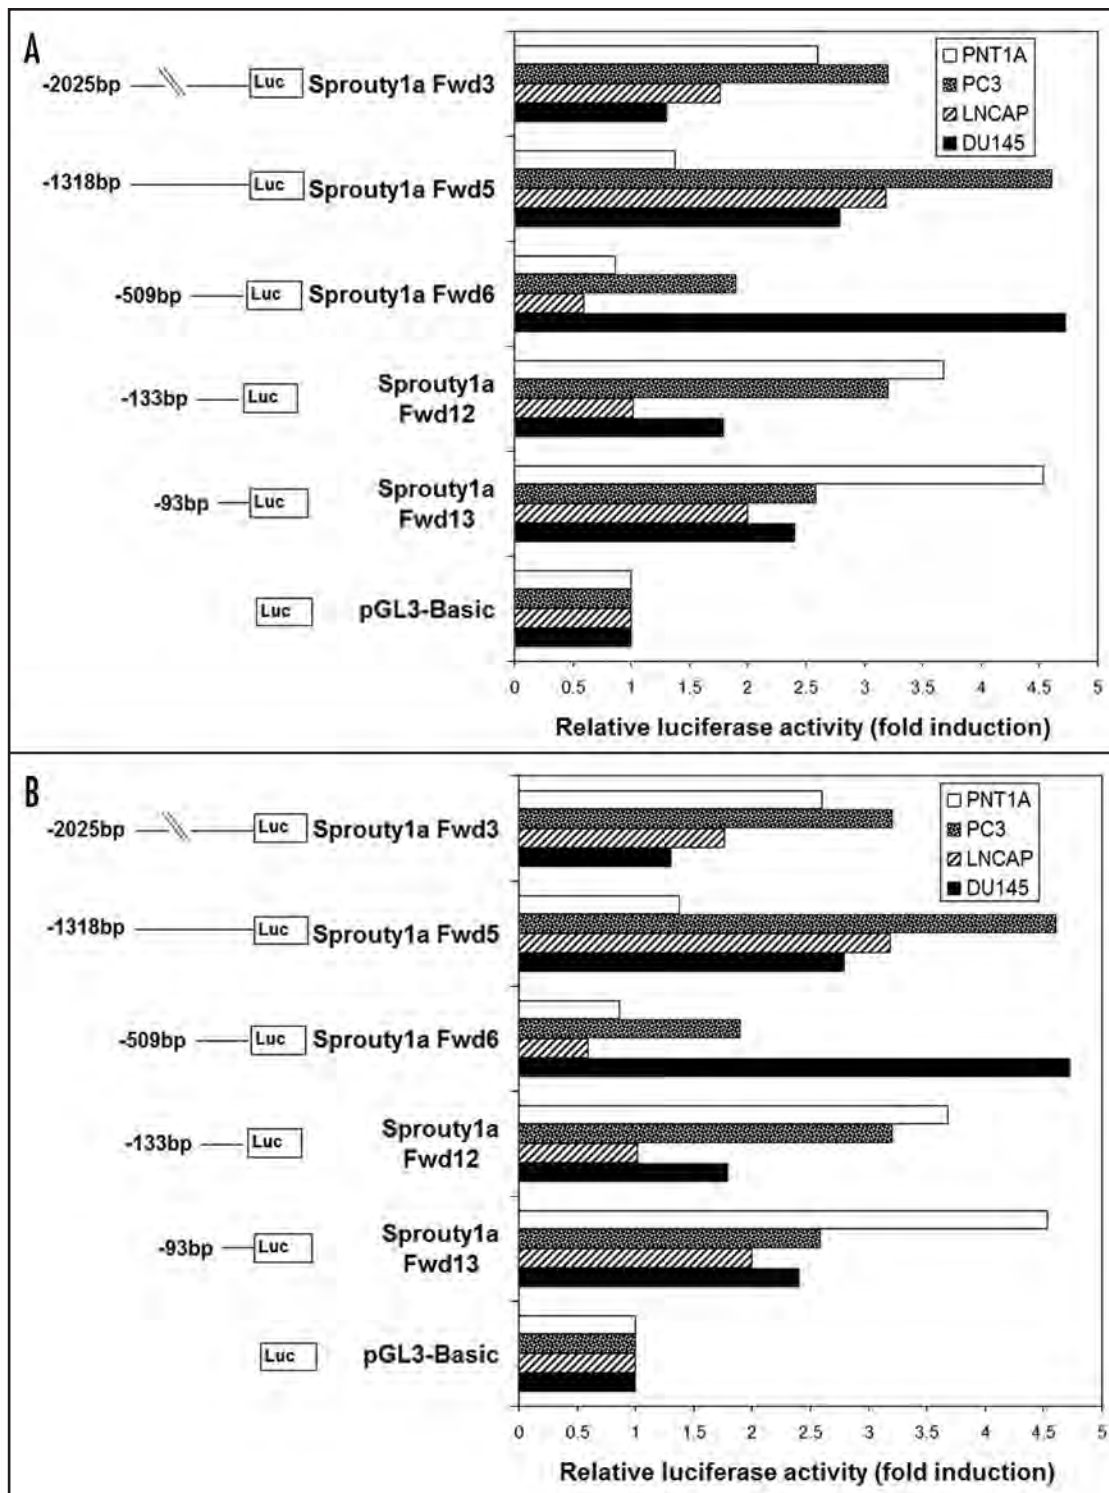 A
PNT1A
PC3
LNCAP
DU145
-2025bp Luc Sprouty1a Fwd3
-1318bp Luc Sprouty1a Fwd5
-509bp Luc Sprouty1a Fwd6
-133bp Luc Sprouty1a
Fwd12
-93bp Luc Sprouty1a
Fwd13
Luc pGL3-Basic
0 0.5 1 1.5 2 2.5 3 3.5 4 4.5 5
Relative luciferase activity (fold induction)
B
PNT1A
PC3
LNCAP
DU145
-2025bp Luc Sprouty1a Fwd3
-1318bp Luc Sprouty1a Fwd5
-509bp Luc Sprouty1a Fwd6
-133bp Luc Sprouty1a
Fwd12
-93bp Luc Sprouty1a
Fwd13
Luc pGL3-Basic
0 0.5 1 1.5 2 2.5 3 3.5 4 4.5 5
Relative luciferase activity (fold induction)